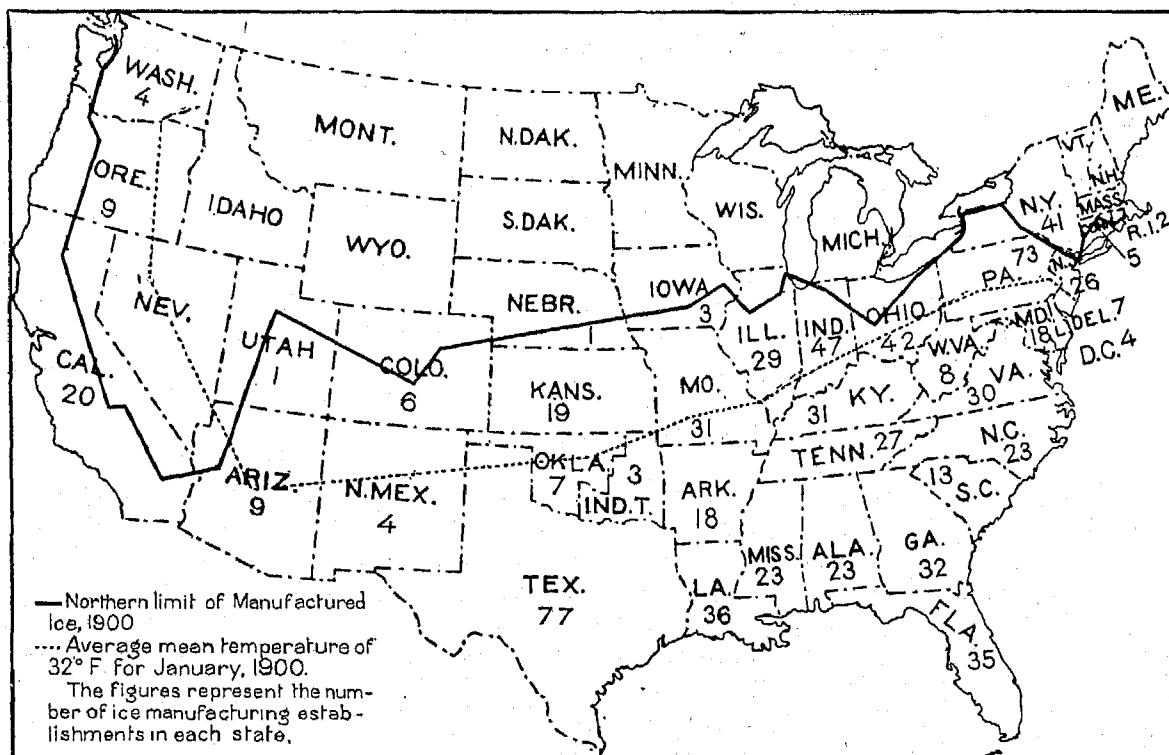 WASH.
4
MONT.
N.DAK.
MINN.
ME.
VT.
N.H.
ORE.
9
IDAHO
WYO.
S.DAK.
WIS.
MICH.
N.Y.
41
MASS.
CONN.
R.I.2
5
NEV.
UTAH
1
COLO.
6
NEBR.
IOWA
3
ILL.
29
IND.
47
OHIO
42
PA.
73
N.J.
26
MD.
18
DEL.7
D.C.4
CAL.
20
KANS.
19
MO.
31
KY.
31
W.VA.
8
VA.
30
ARIZ.
9
N.MEX.
4
OKLA.
7
3
IND.T.
ARK.
18
TENN.27
N.C.
23
13
S.C.
TEX.
77
LA.
36
MISS.
23
ALA.
23
GA.
32
FLA.
35
Northern limit of Manufactured
Ice, 1900
Average mean temperature of
32° F. for January, 1900.
The figures represent the num-
ber of ice manufacturing estab-
lishments in each state.